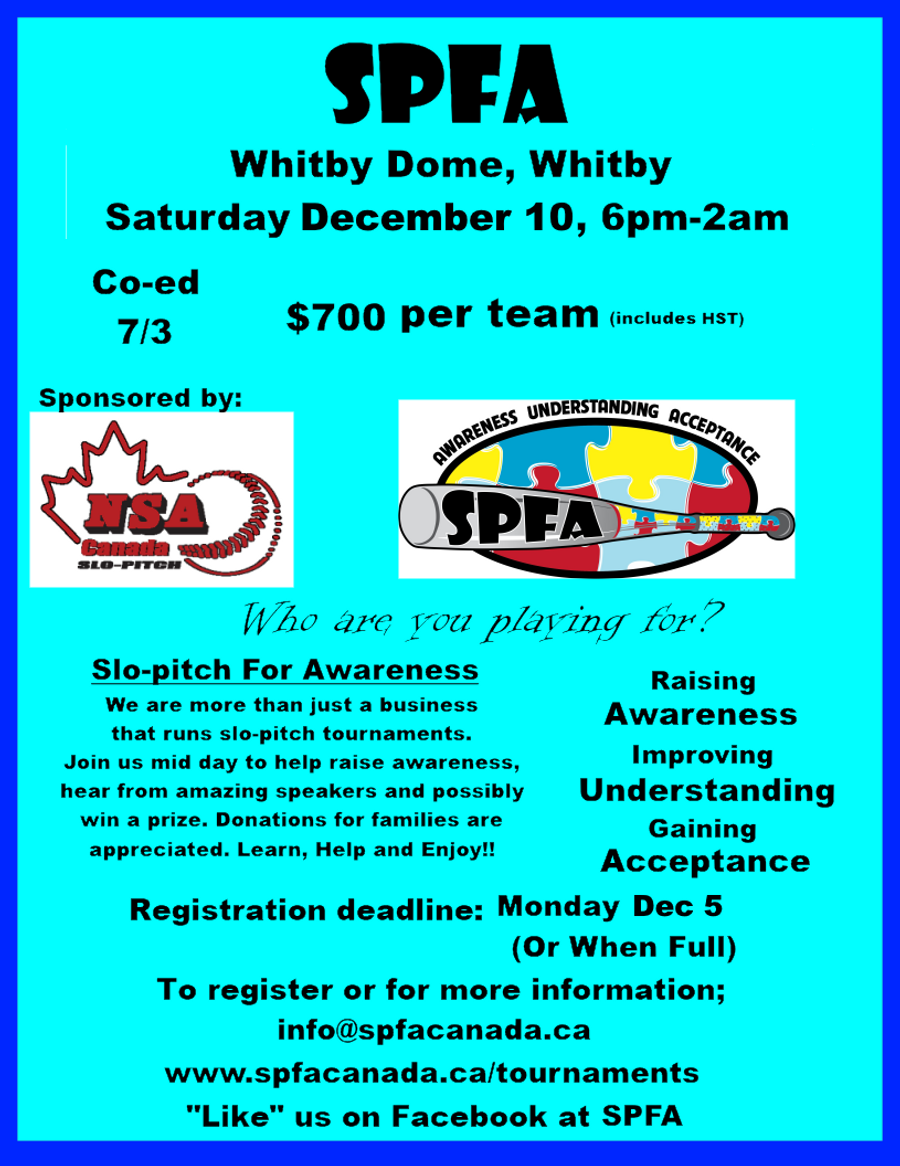 SPFA
Whitby Dome, Whitby
Saturday December 10, 6pm-2am
Co-ed
7/3
$700 per team (includes HST)
Sponsored by:
NSA
Canada
SLO-PITCH
AWARENESS UNDERSTANDING ACCEPTANCE
SPFA
Who are you playing for?
Slo-pitch For Awareness
We are more than just a business
that runs slo-pitch tournaments.
Join us mid day to help raise awareness,
hear from amazing speakers and possibly
win a prize. Donations for families are
appreciated. Learn, Help and Enjoy!!
Raising
Awareness
Improving
Understanding
Gaining
Acceptance
Registration deadline: Monday Dec 5
(Or When Full)
To register or for more information;
info@spfacanada.ca
www.spfacanada.ca/tournaments
"Like" us on Facebook at SPFA